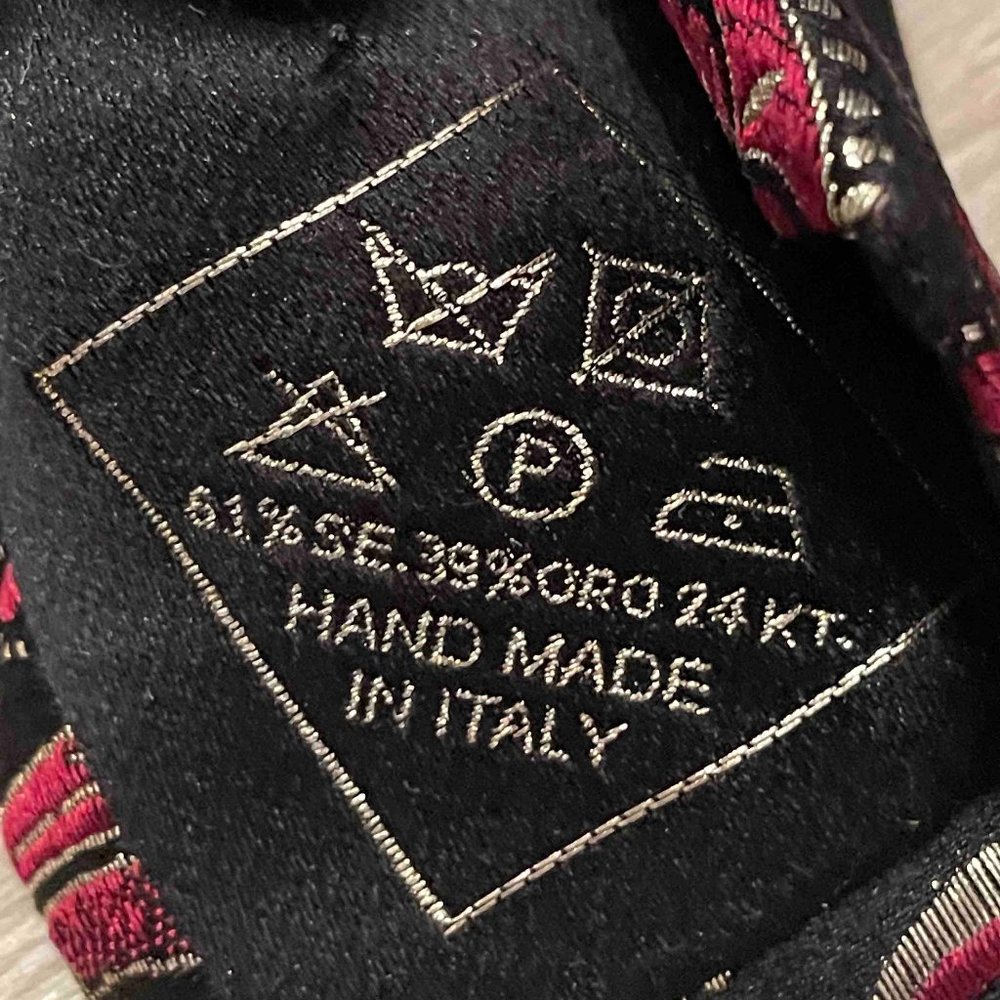 P
61%SE.39%ORO 24 KT.
HAND MADE
IN ITALY